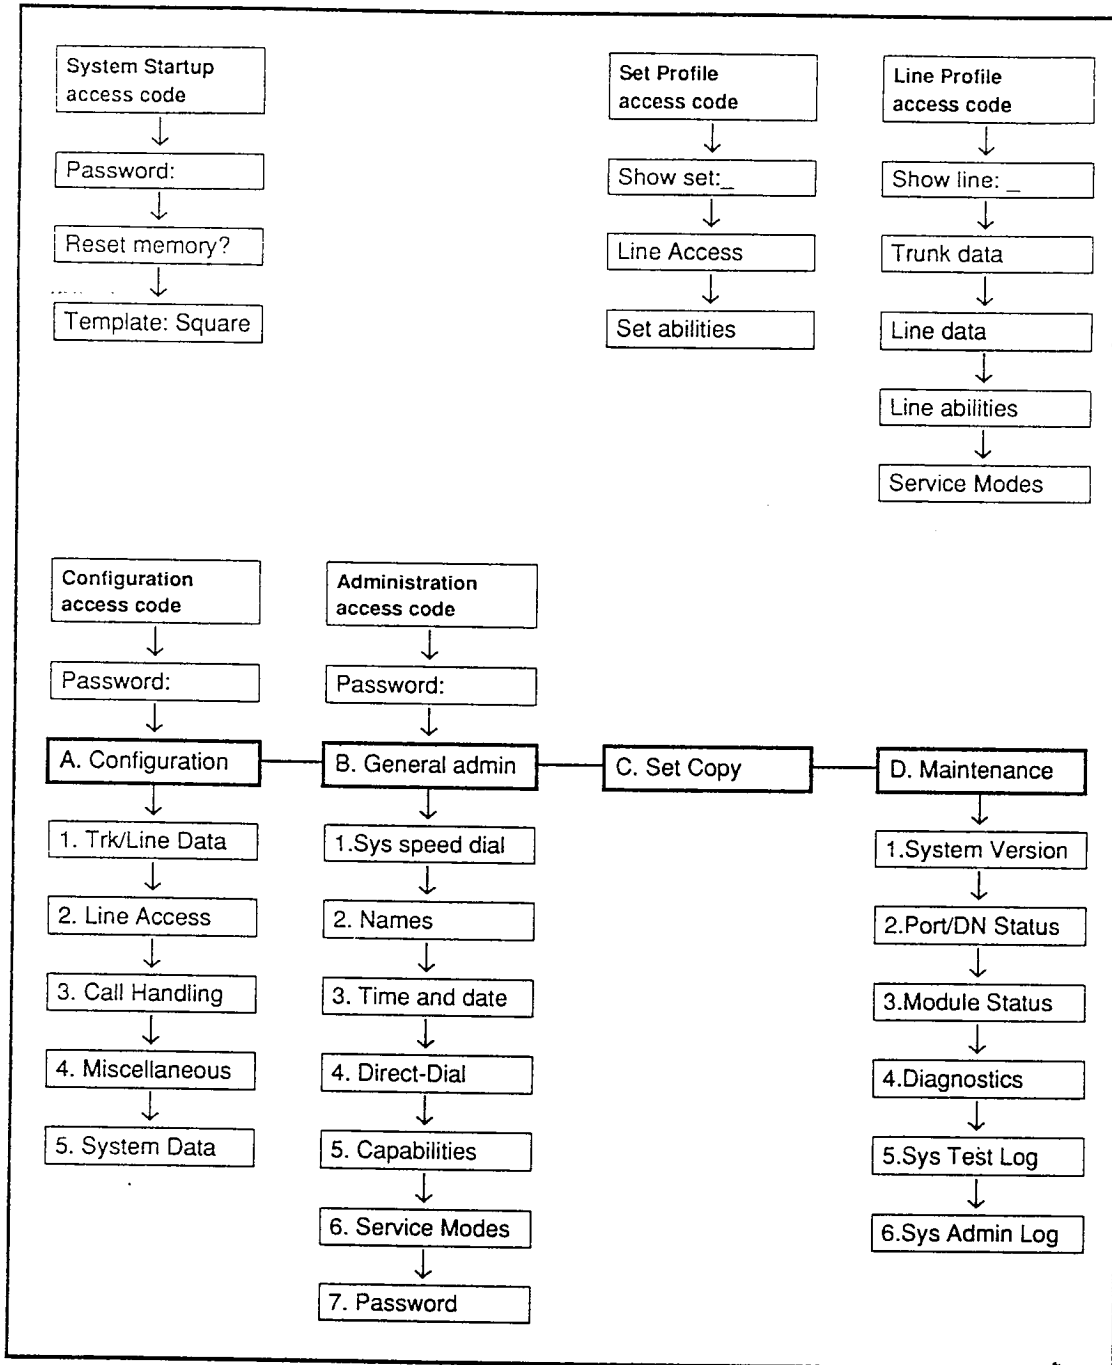 System Startup
access code
Password:
Reset memory?
Template: Square
Set Profile
access code
Show set:_
Line Access
Set abilities
Line Profile
access code
Show line: _
Trunk data
Line data
Line abilities
Service Modes
Configuration
access code
Password:
A. Configuration
1. Trk/Line Data
2. Line Access
3. Call Handling
4. Miscellaneous
5. System Data
Administration
access code
Password:
B. General admin
1.Sys speed dial
2. Names
3. Time and date
4. Direct-Dial
5. Capabilities
6. Service Modes
7. Password
C. Set Copy
D. Maintenance
1.System Version
2.Port/DN Status
3.Module Status
4.Diagnostics
5.Sys Test Log
6.Sys Admin Log